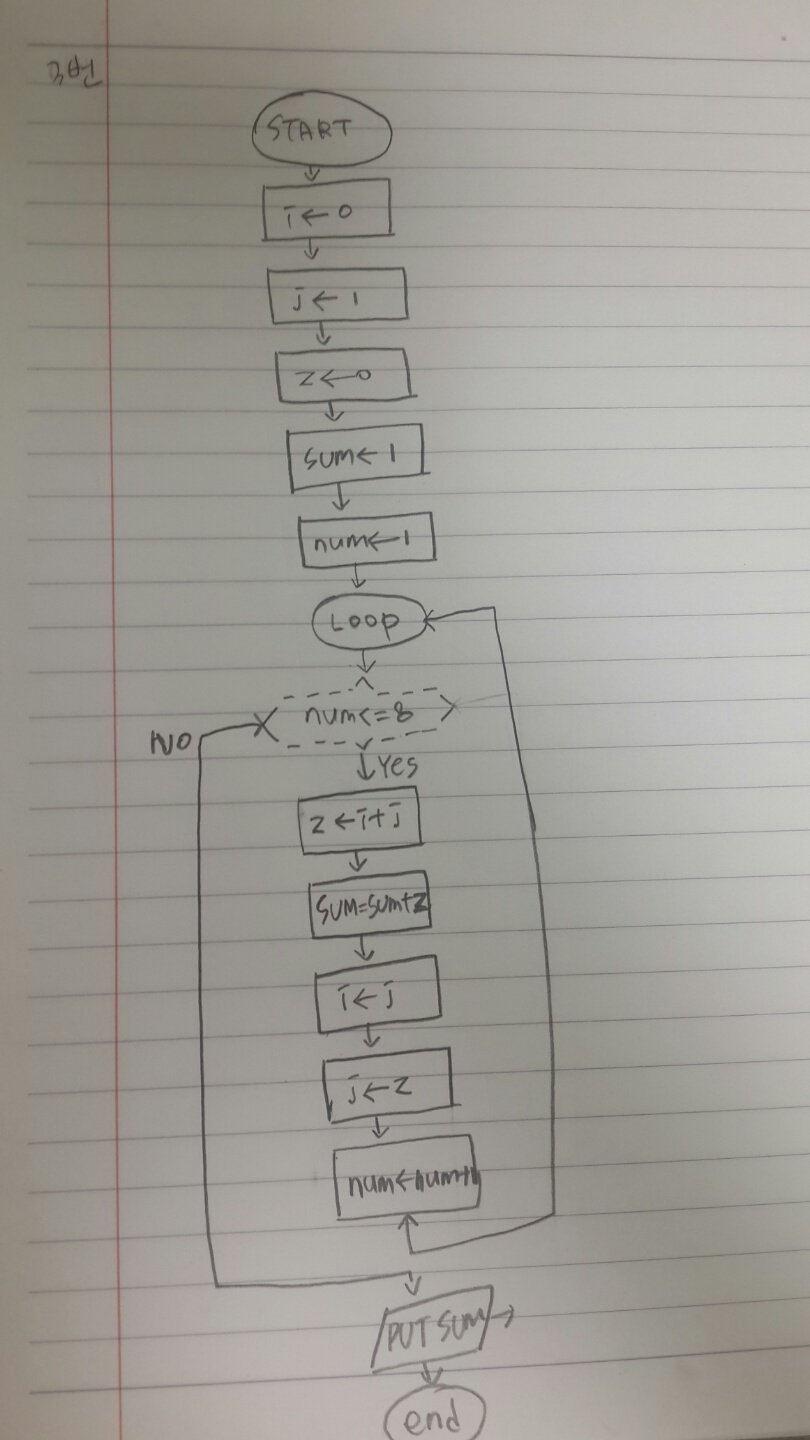 3번
START
i ← 0
j ← 1
z ← 0
sum ← 1
num ← 1
Loop
num <= 8
NO
Yes
z ← i+j
sum=sum+z
i ← j
j ← z
num ← num+1
PUT SUM
end